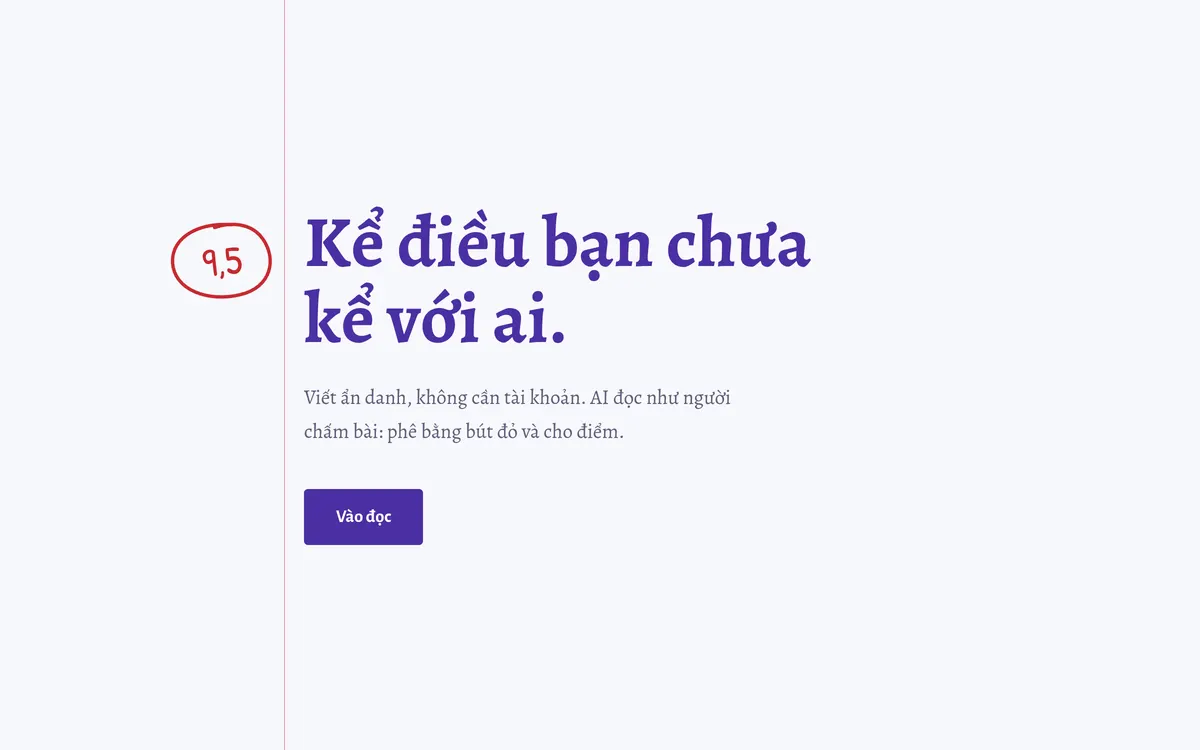 9,5
Kể điều bạn chưa
kể với ai.
Viết ẩn danh, không cần tài khoản. AI đọc như người
chấm bài: phê bằng bút đỏ và cho điểm.
Vào đọc